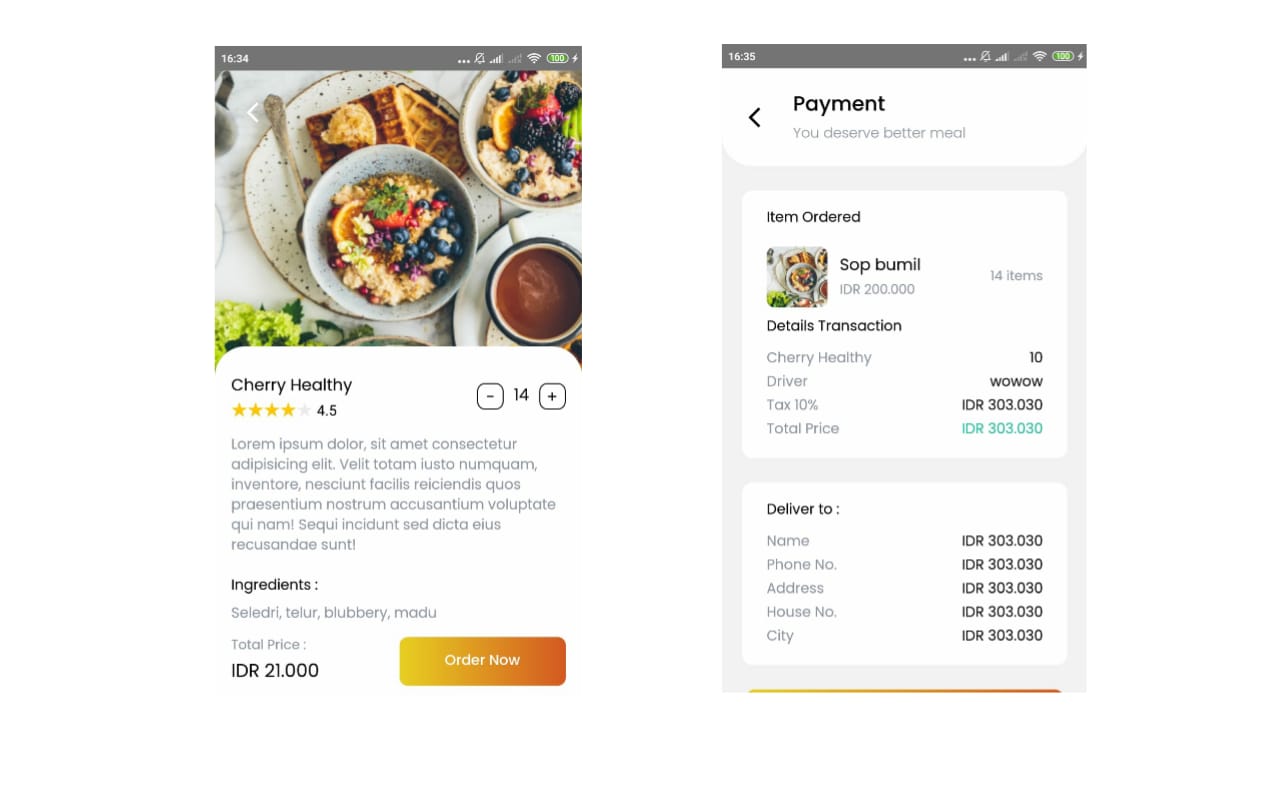 16:34
100
Cherry Healthy
4.5
- 14 +
Lorem ipsum dolor, sit amet consectetur
adipisicing elit. Velit totam iusto numquam,
inventore, nesciunt facilis reiciendis quos
praesentium nostrum accusantium voluptate
qui nam! Sequi incidunt sed dicta eius
recusandae sunt!
Ingredients :
Seledri, telur, blubbery, madu
Total Price :
IDR 21.000
Order Now
16:35
100
Payment
You deserve better meal
Item Ordered
Sop bumil
IDR 200.000
14 items
Details Transaction
Cherry Healthy 10
Driver wowow
Tax 10% IDR 303.030
Total Price IDR 303.030
Deliver to :
Name IDR 303.030
Phone No. IDR 303.030
Address IDR 303.030
House No. IDR 303.030
City IDR 303.030